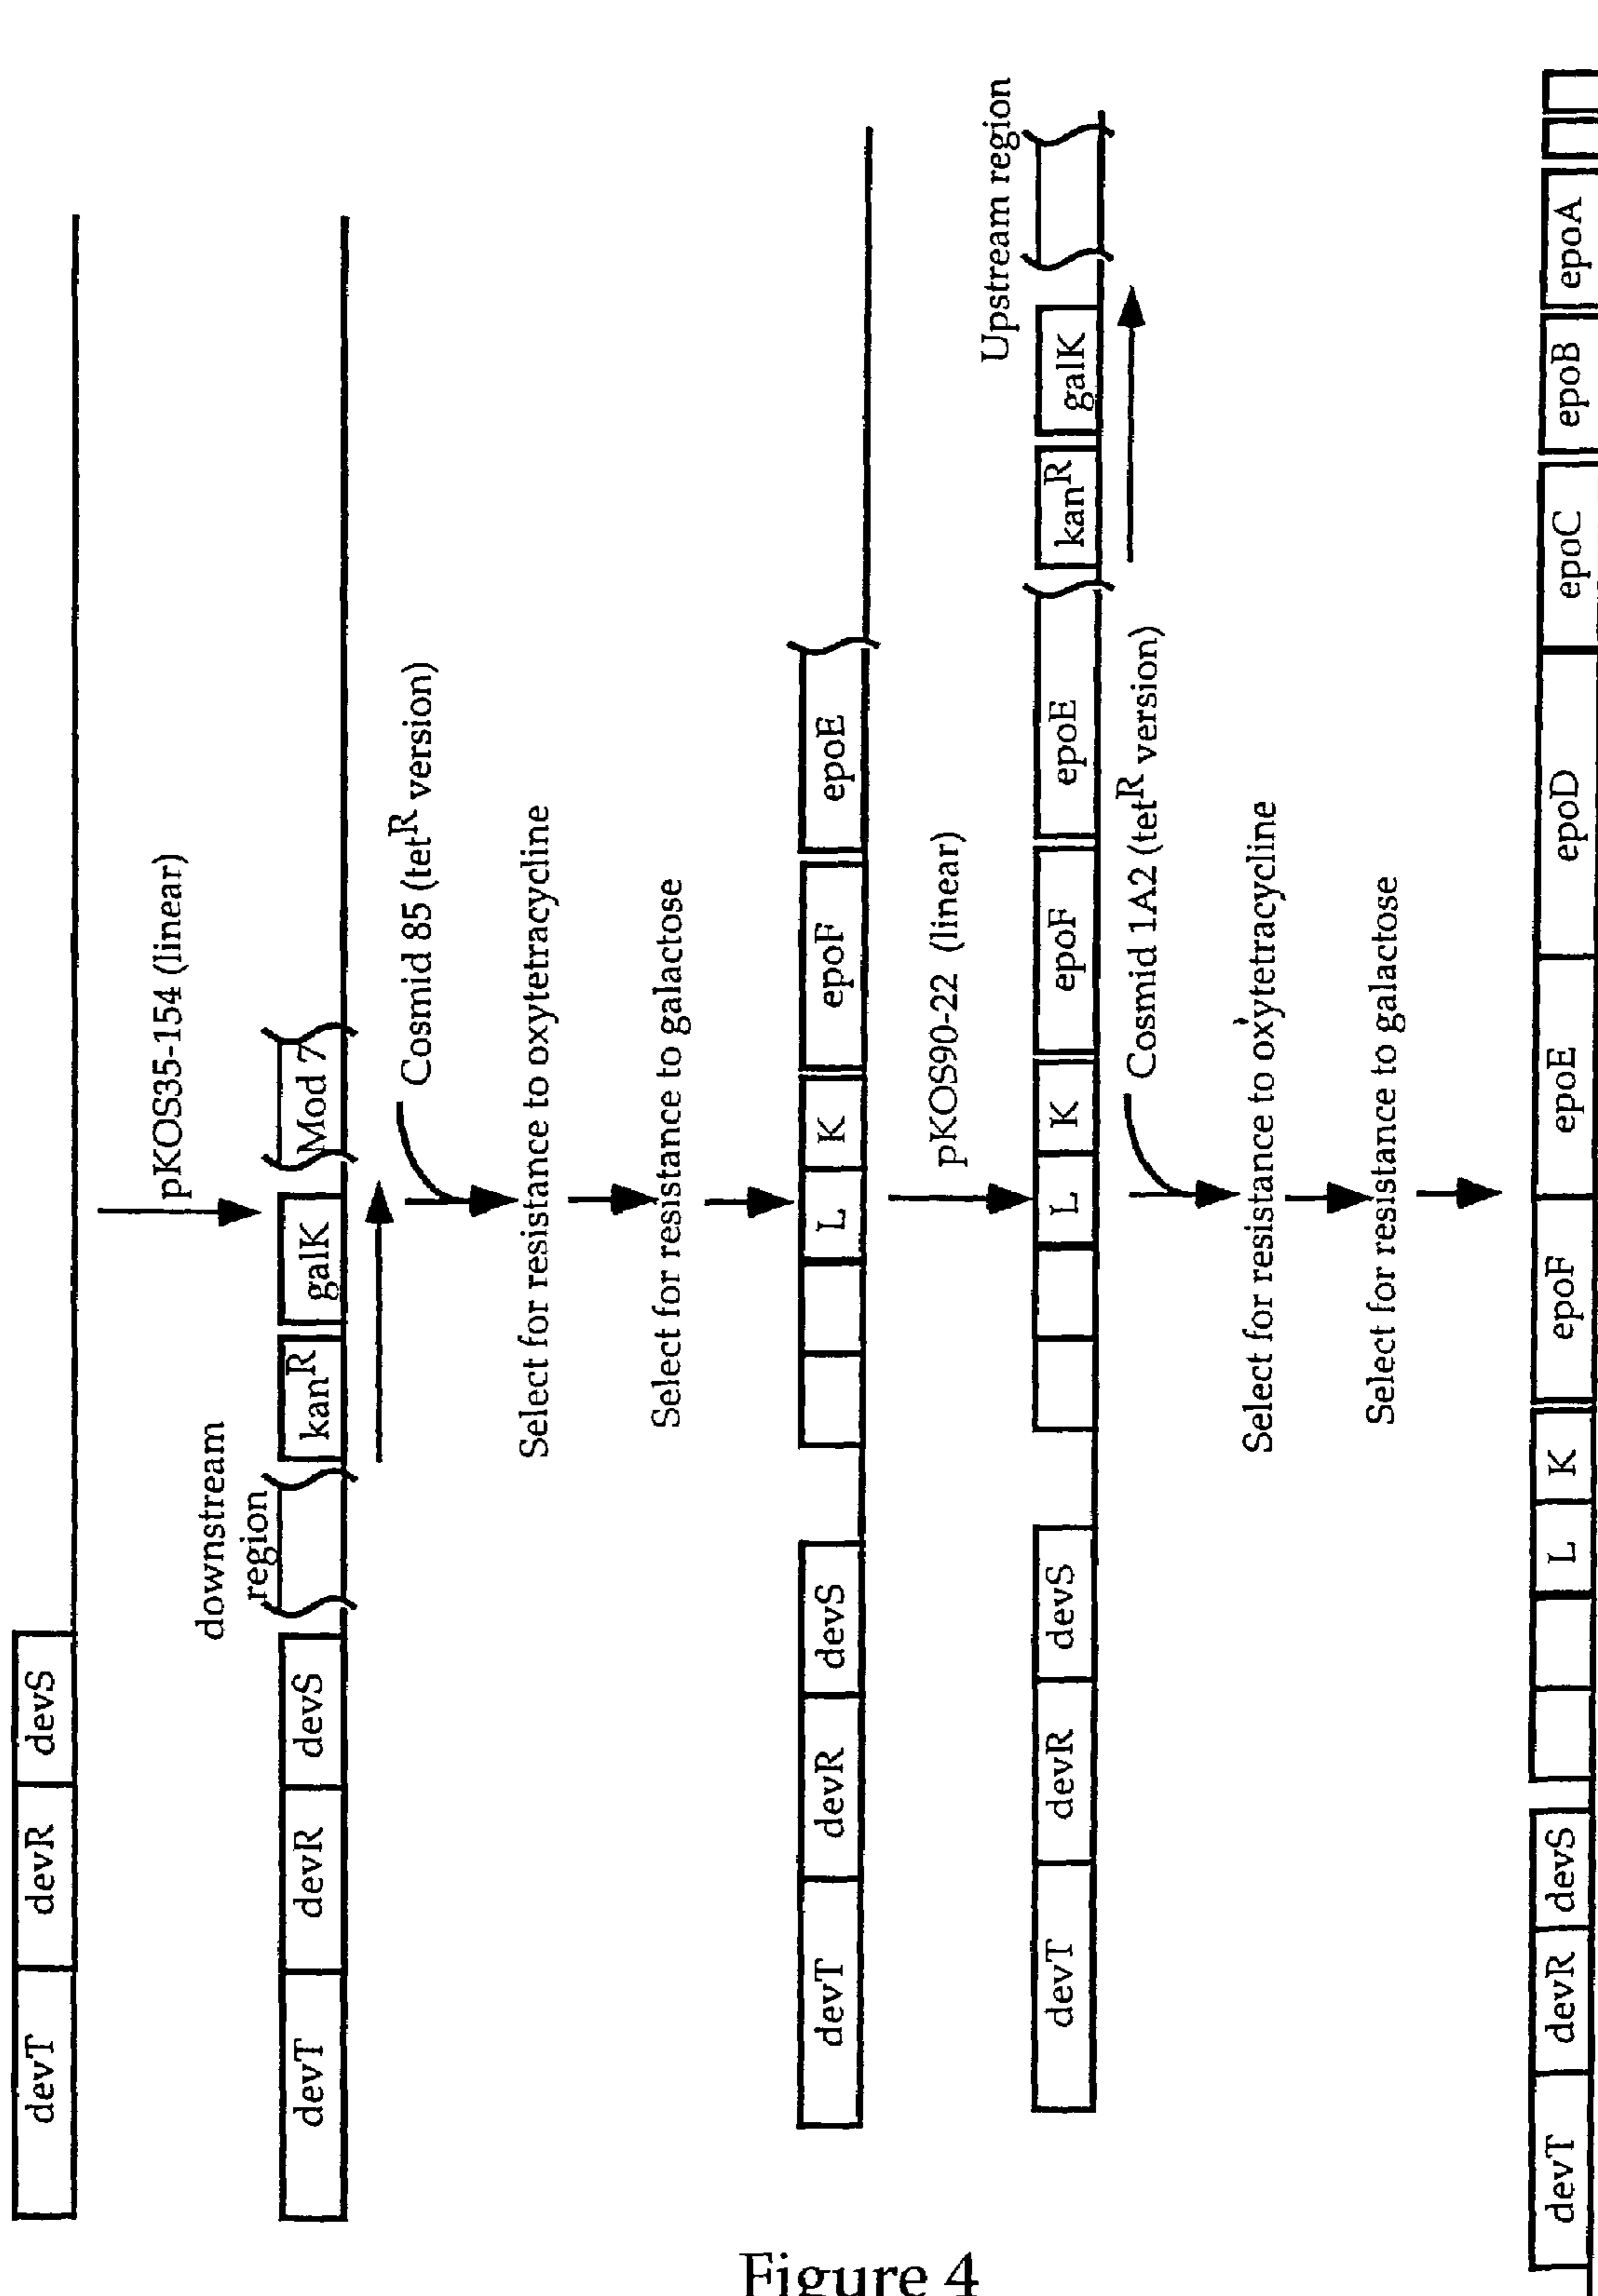 devT devR devS
pKOS35-154 (linear)
downstream
region
devT devR devS kanR galK Mod 7
Cosmid 85 (tetR version)
Select for resistance to oxytetracycline
Select for resistance to galactose
devT devR devS L K epoF epoE
pKOS90-22 (linear)
Upstream region
devT devR devS L K epoF epoE kanR galK
Cosmid 1A2 (tetR version)
Select for resistance to oxytetracycline
Select for resistance to galactose
devT devR devS L K epoF epoE epoD epoC epoB epoA
Figure 4